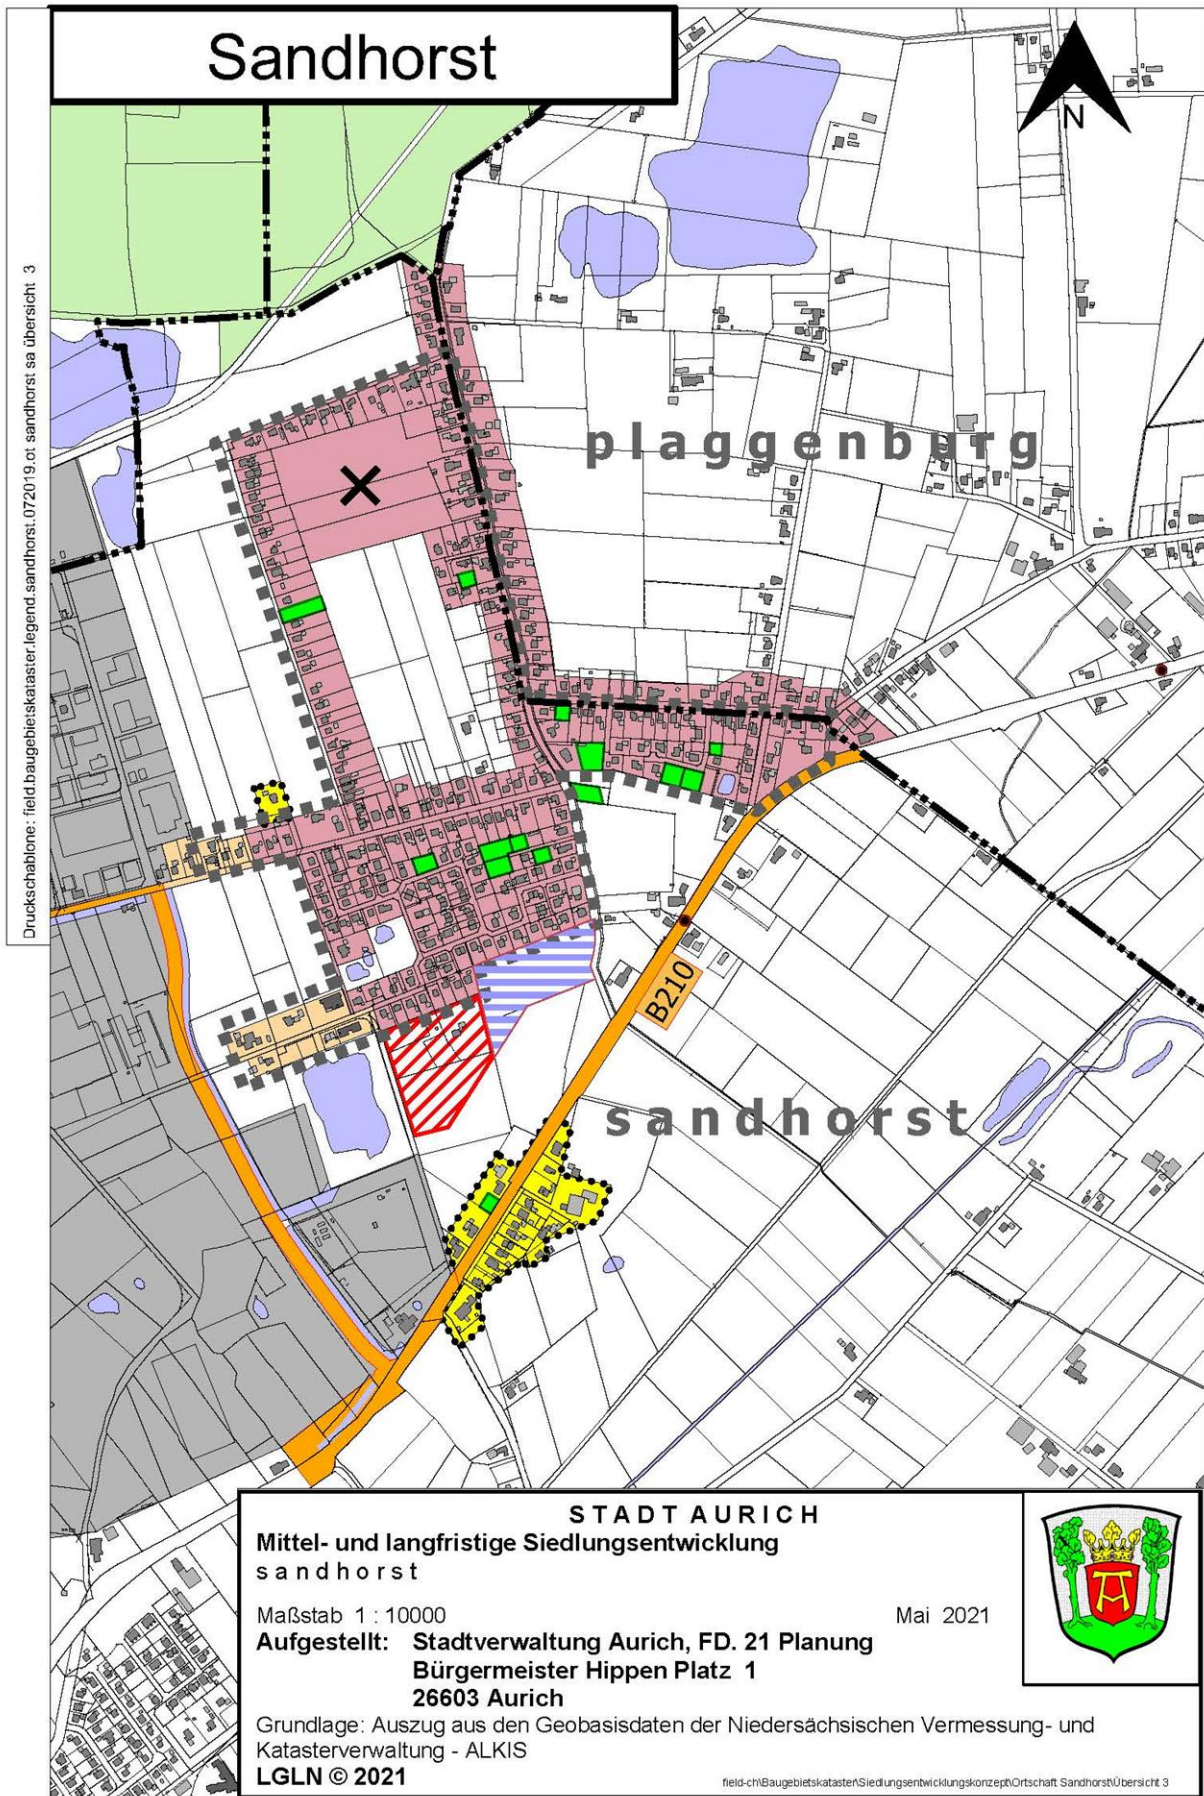 Sandhorst
N
Druckschablone: field.baugebietskataster.legend.sandhorst.072019.ot sandhorst sa übersicht 3
plaggenburg
B210
sandhorst
STADT AURICH
Mittel- und langfristige Siedlungsentwicklung
sandhorst
Maßstab 1 : 10000
Mai 2021
Aufgestellt: Stadtverwaltung Aurich, FD. 21 Planung
Bürgermeister Hippen Platz 1
26603 Aurich
Grundlage: Auszug aus den Geobasisdaten der Niedersächsischen Vermessung- und
Katasterverwaltung - ALKIS
LGLN © 2021
field-ch\Baugebietskataster\Siedlungsentwicklungskonzept\Ortschaft Sandhorst\Übersicht 3